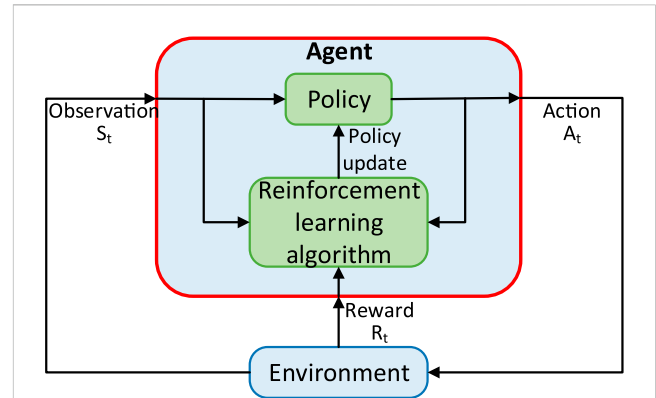 Agent
Observation
Sₜ
Policy
Action
Aₜ
Policy
update
Reinforcement
learning
algorithm
Reward
Rₜ
Environment